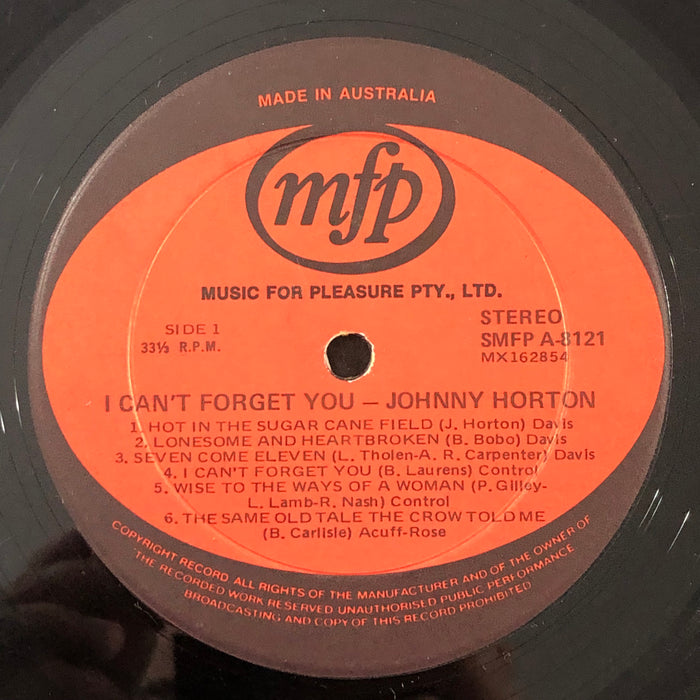 MADE IN AUSTRALIA
mfp
MUSIC FOR PLEASURE PTY., LTD.
SIDE 1
33⅓ R.P.M.
STEREO
SMFP A-8121
MX162854
I CAN'T FORGET YOU – JOHNNY HORTON
1. HOT IN THE SUGAR CANE FIELD (J. Horton) Davis
2. LONESOME AND HEARTBROKEN (B. Bobo) Davis
3. SEVEN COME ELEVEN (L. Tholen-A. R. Carpenter) Davis
4. I CAN'T FORGET YOU (B. Laurens) Control
5. WISE TO THE WAYS OF A WOMAN (P. Gilley-
L. Lamb-R. Nash) Control
6. THE SAME OLD TALE THE CROW TOLD ME
(B. Carlisle) Acuff-Rose
COPYRIGHT RECORD ALL RIGHTS OF THE MANUFACTURER AND OF THE OWNER OF
THE RECORDED WORK RESERVED UNAUTHORISED PUBLIC PERFORMANCE
BROADCASTING AND COPY OF THIS RECORD PROHIBITED